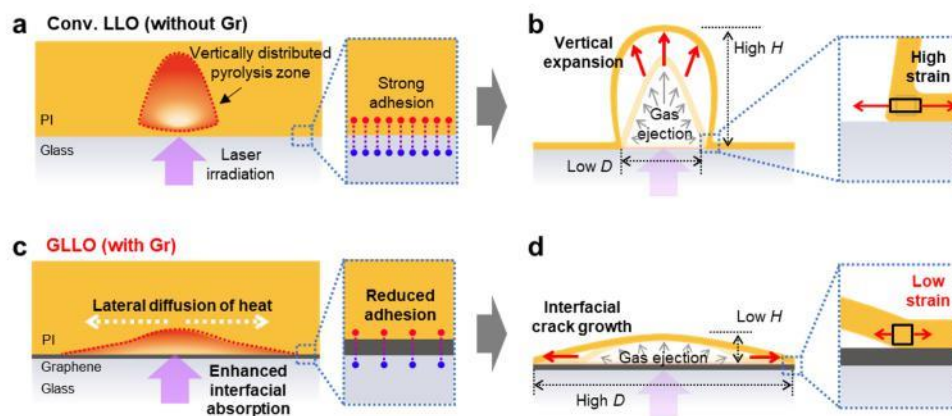 a Conv. LLO (without Gr)
Vertically distributed
pyrolysis zone
PI
Glass
Laser
irradiation
Strong
adhesion
b
Vertical
expansion
High H
Gas
ejection
Low D
High
strain
c GLLO (with Gr)
Lateral diffusion of heat
PI
Graphene
Glass
Enhanced
interfacial
absorption
Reduced
adhesion
d
Interfacial
crack growth
Low H
Gas ejection
High D
Low
strain